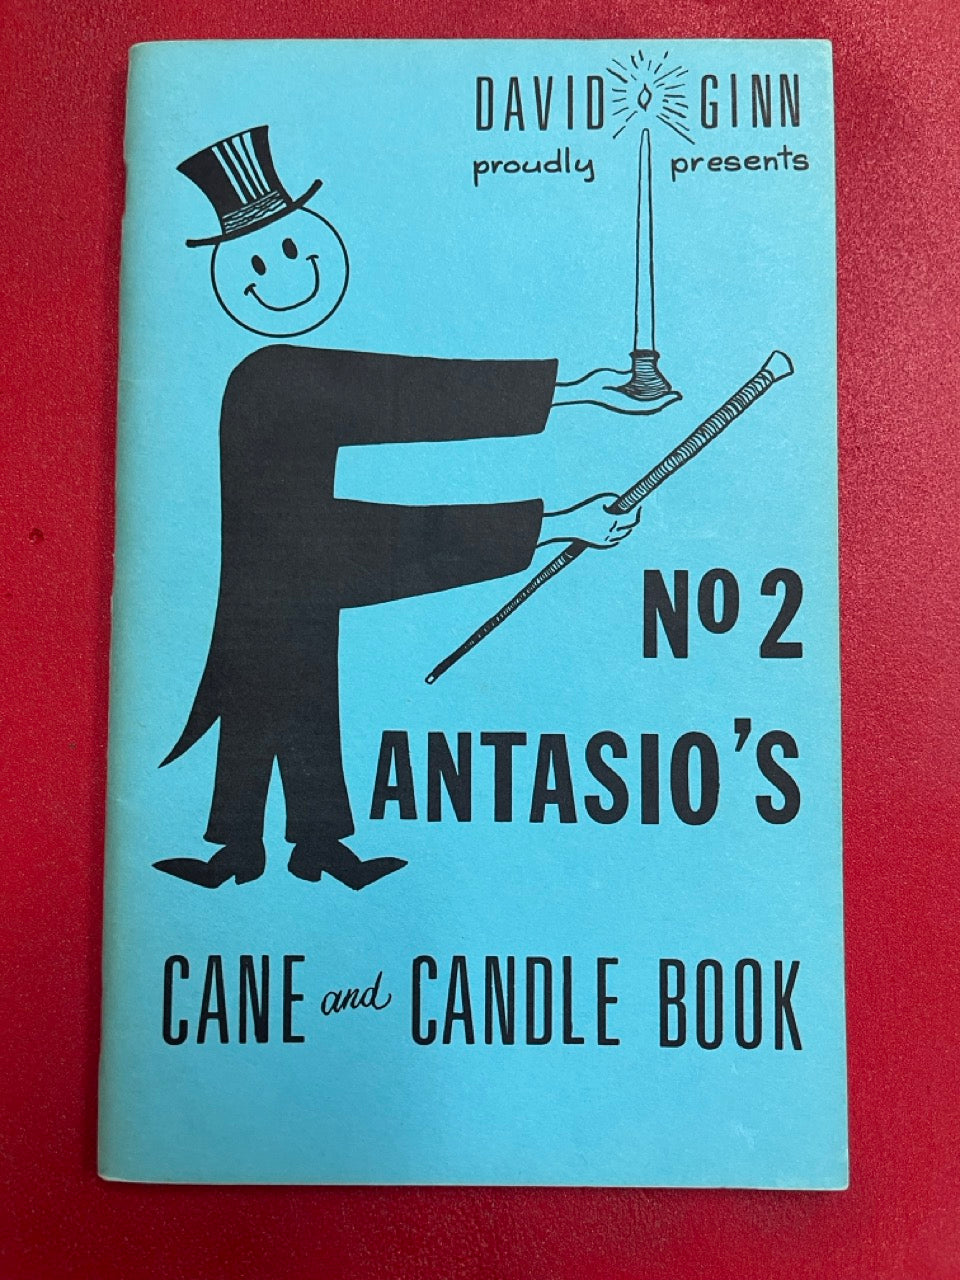 DAVID GINN
proudly presents
No 2
FANTASIO'S
CANE and CANDLE BOOK